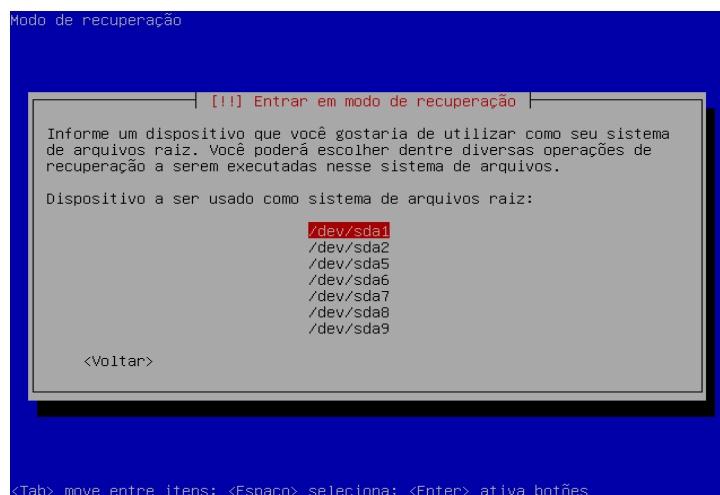 Modo de recuperação
[!!] Entrar em modo de recuperação
Informe um dispositivo que você gostaria de utilizar como seu sistema
de arquivos raiz. Você poderá escolher dentre diversas operações de
recuperação a serem executadas nesse sistema de arquivos.
Dispositivo a ser usado como sistema de arquivos raiz:
/dev/sda1
/dev/sda2
/dev/sda5
/dev/sda6
/dev/sda7
/dev/sda8
/dev/sda9
<Voltar>
<Tab> move entre itens; <Espaço> seleciona; <Enter> ativa botões